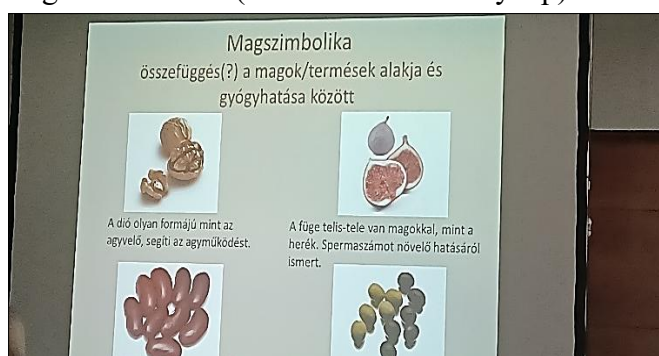 Magszimbolika
összefüggés(?) a magok/termések alakja és
gyógyhatása között
A dió olyan formájú mint az
agyvelő, segíti az agyműködést.
A füge telis-tele van magokkal, mint a
herék. Spermaszámot növelő hatásáról
ismert.